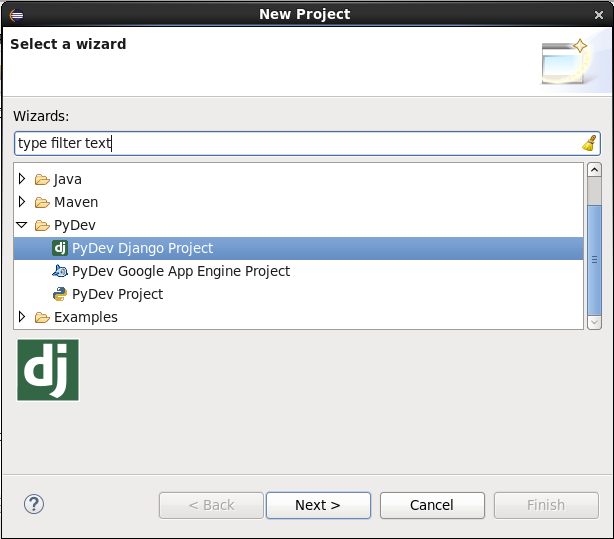 New Project
Select a wizard
Wizards:
type filter text
Java
Maven
PyDev
dj PyDev Django Project
PyDev Google App Engine Project
PyDev Project
Examples
dj
?
< Back Next > Cancel Finish